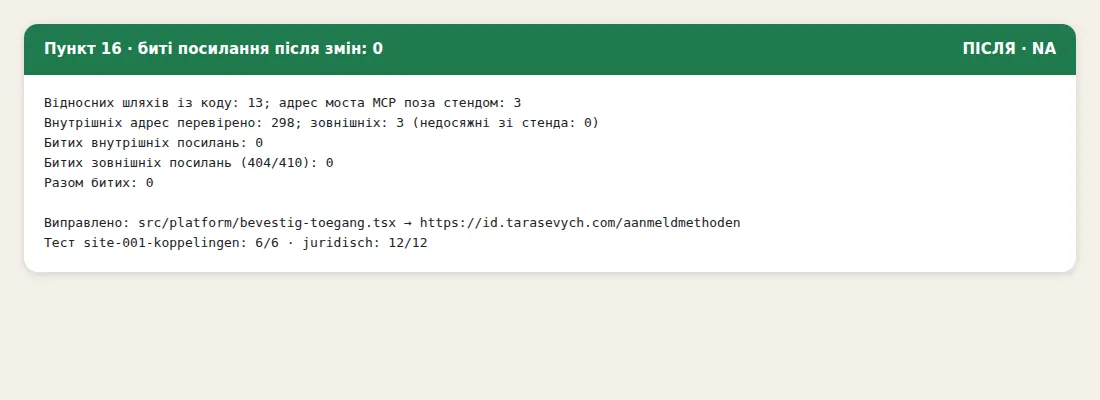 Пункт 16 · биті посилання після змін: 0
ПІСЛЯ · NA
Відносних шляхів із коду: 13; адрес моста MCP поза стендом: 3
Внутрішніх адрес перевірено: 298; зовнішніх: 3 (недосяжні зі стенда: 0)
Битих внутрішніх посилань: 0
Битих зовнішніх посилань (404/410): 0
Разом битих: 0
Виправлено: src/platform/bevestig-toegang.tsx → https://id.tarasevych.com/aanmeldmethoden
Тест site-001-koppelingen: 6/6 · juridisch: 12/12